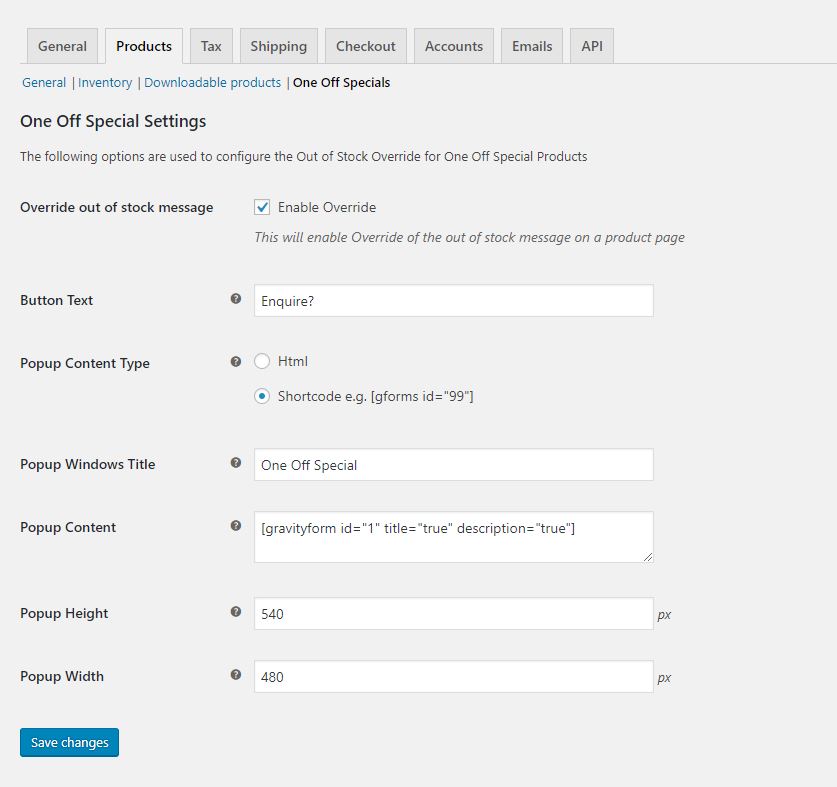 General Products Tax Shipping Checkout Accounts Emails API
General | Inventory | Downloadable products | One Off Specials
One Off Special Settings
The following options are used to configure the Out of Stock Override for One Off Special Products
Override out of stock message Enable Override
This will enable Override of the out of stock message on a product page
Button Text ? Enquire?
Popup Content Type ? Html
Shortcode e.g. [gforms id="99"]
Popup Windows Title ? One Off Special
Popup Content ? [gravityform id="1" title="true" description="true"]
Popup Height ? 540 px
Popup Width ? 480 px
Save changes